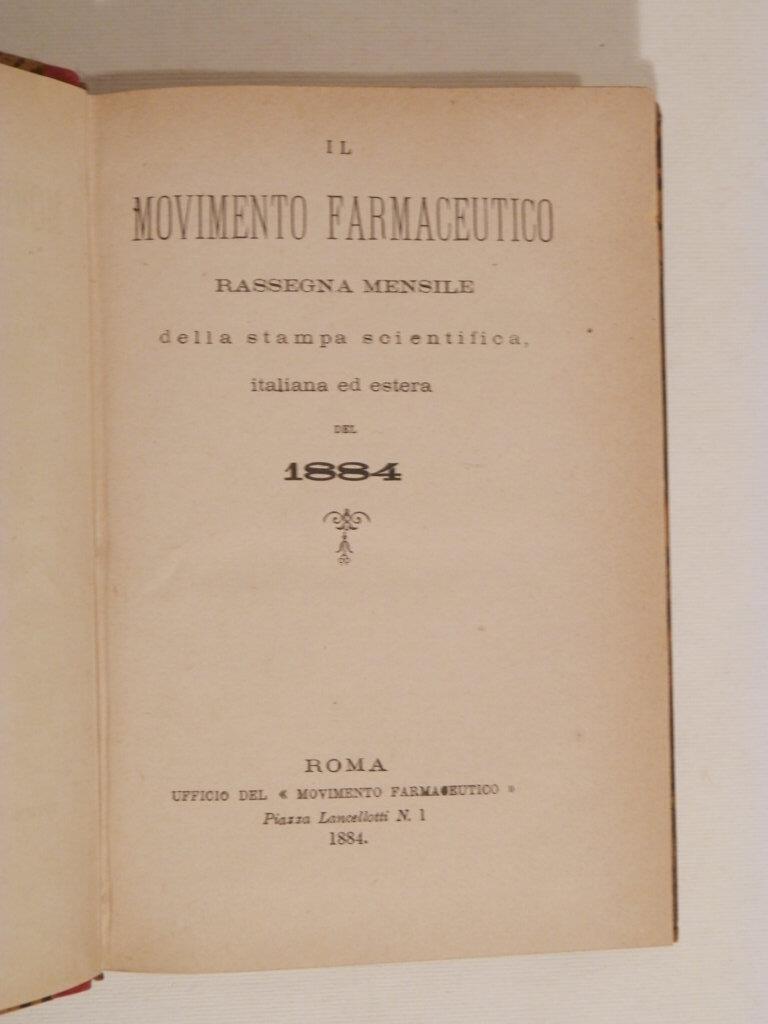 IL
MOVIMENTO FARMACEUTICO
RASSEGNA MENSILE
della stampa scientifica,
italiana ed estera
DEL
1884
ROMA
UFFICIO DEL « MOVIMENTO FARMACEUTICO »
Piazza Lancellotti N. 1
1884.